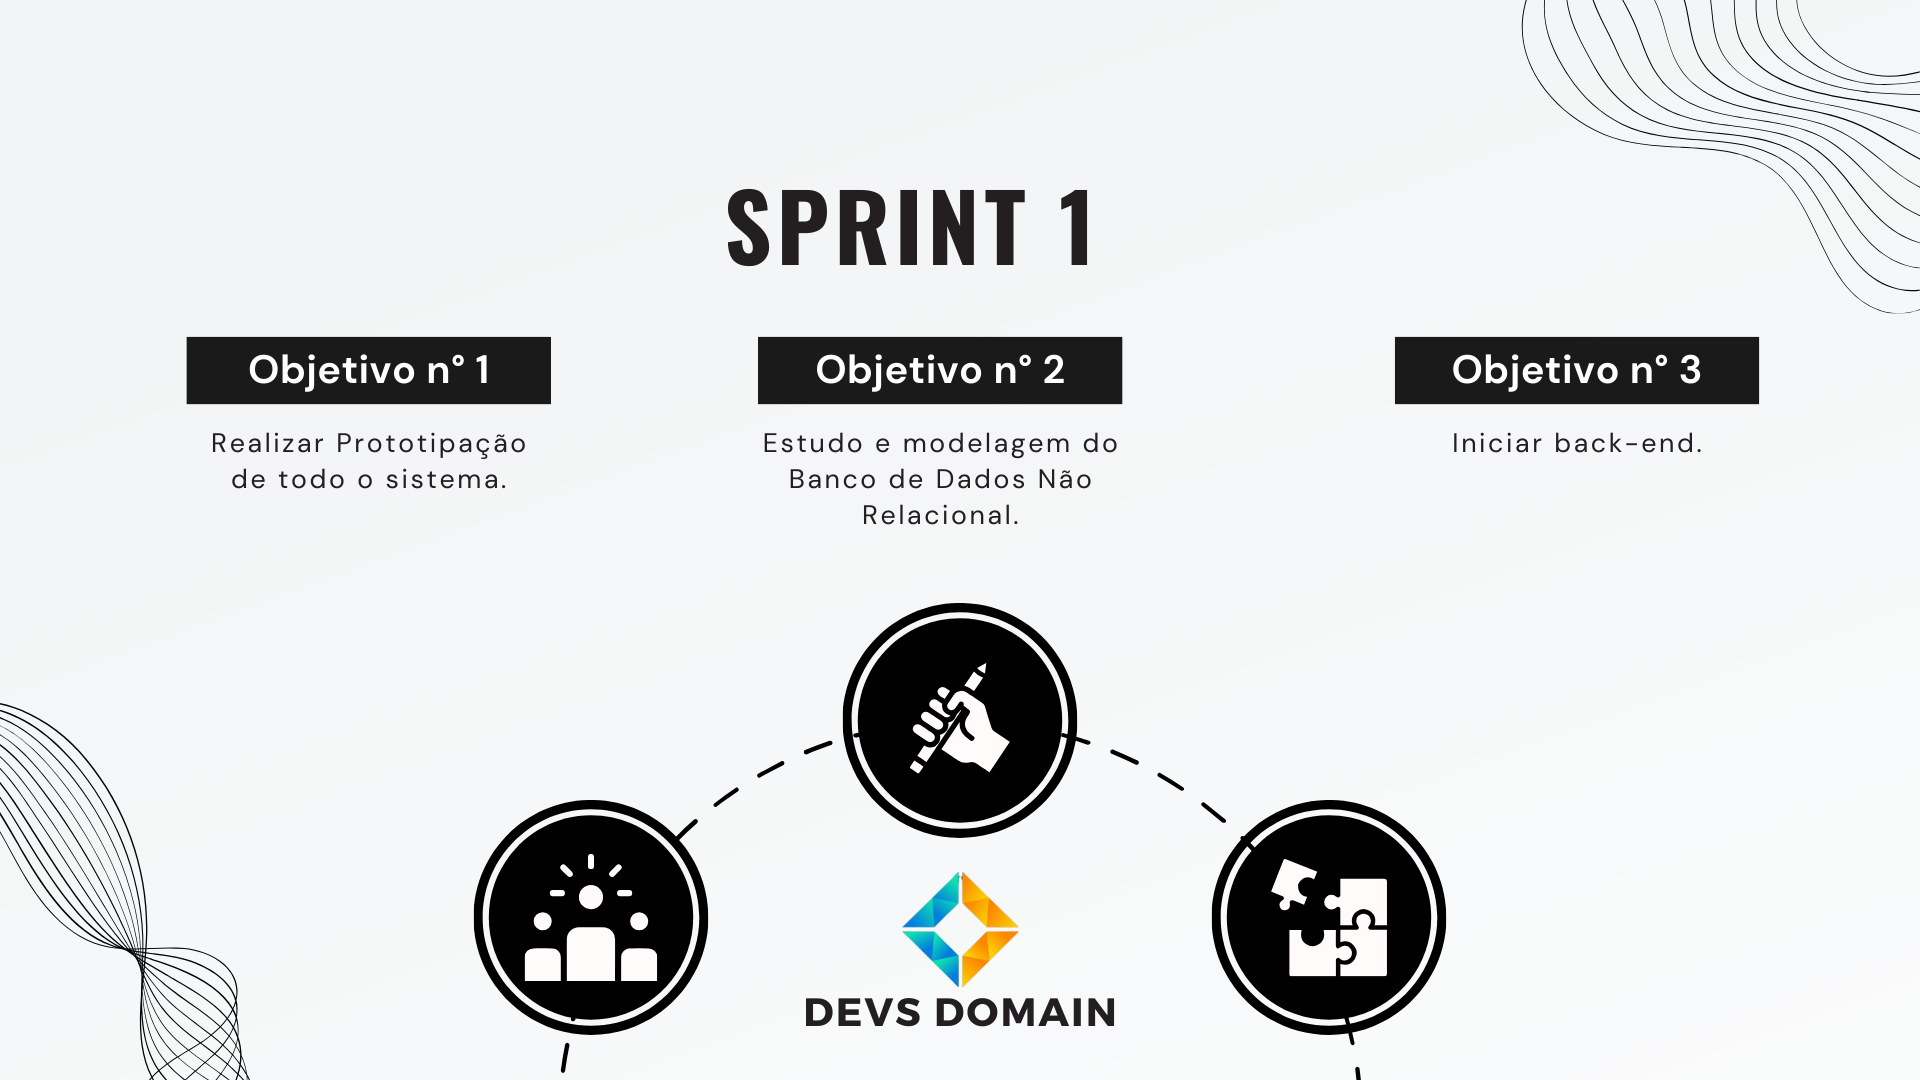 SPRINT 1
Objetivo n° 1
Realizar Prototipação
de todo o sistema.
Objetivo n° 2
Estudo e modelagem do
Banco de Dados Não
Relacional.
Objetivo n° 3
Iniciar back-end.
DEVS DOMAIN